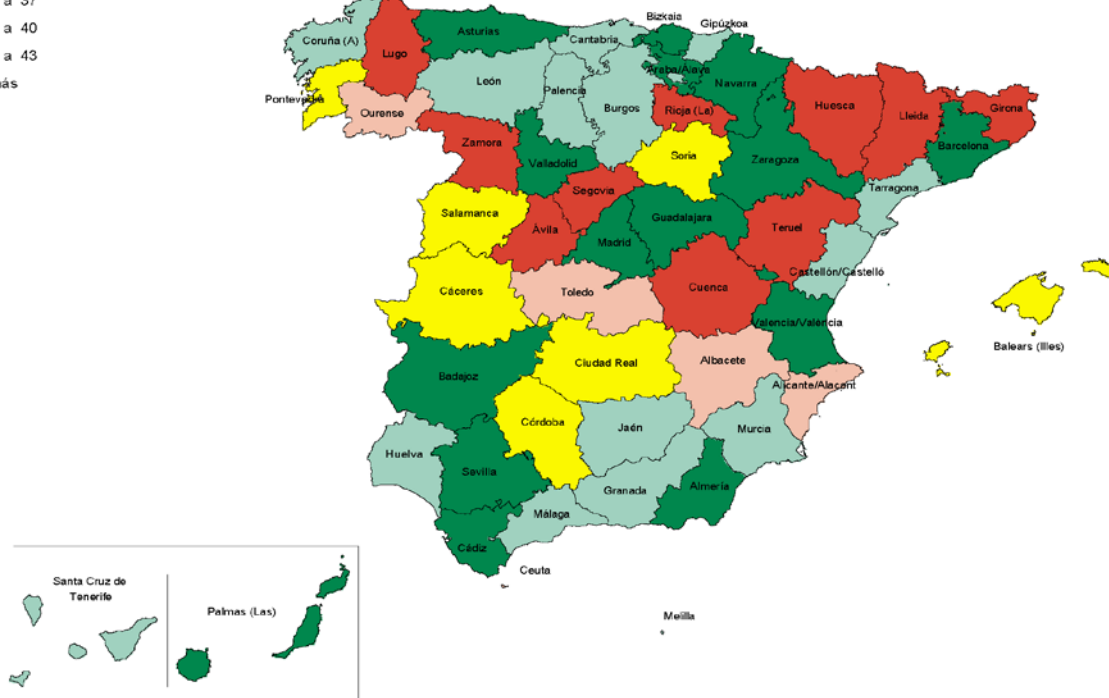 a 37
a 40
a 43
más
Bizkaia
Gipúzkoa
Asturias
Cantabria
Coruña (A)
Lugo
Araba/Álava
León
Palencia
Navarra
Burgos
Pontevedra
Huesca
Girona
Rioja (La)
Ourense
Lleida
Zamora
Barcelona
Soria
Valladolid
Zaragoza
Segovia
Tarragona
Salamanca
Guadalajara
Ávila
Teruel
Madrid
Castellón/Castelló
Cáceres
Toledo
Cuenca
Valencia/València
Balears (Illes)
Ciudad Real
Albacete
Badajoz
Alicante/Alacant
Córdoba
Jaén
Murcia
Huelva
Sevilla
Granada
Almería
Málaga
Cádiz
Ceuta
Santa Cruz de
Tenerife
Palmas (Las)
Melilla